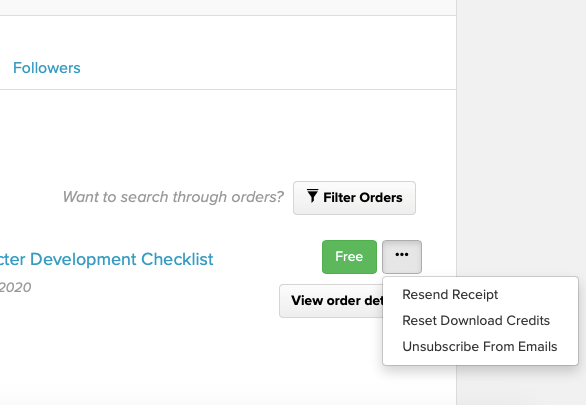 Followers
Want to search through orders?
Filter Orders
cter Development Checklist
Free
2020
View order det
Resend Receipt
Reset Download Credits
Unsubscribe From Emails